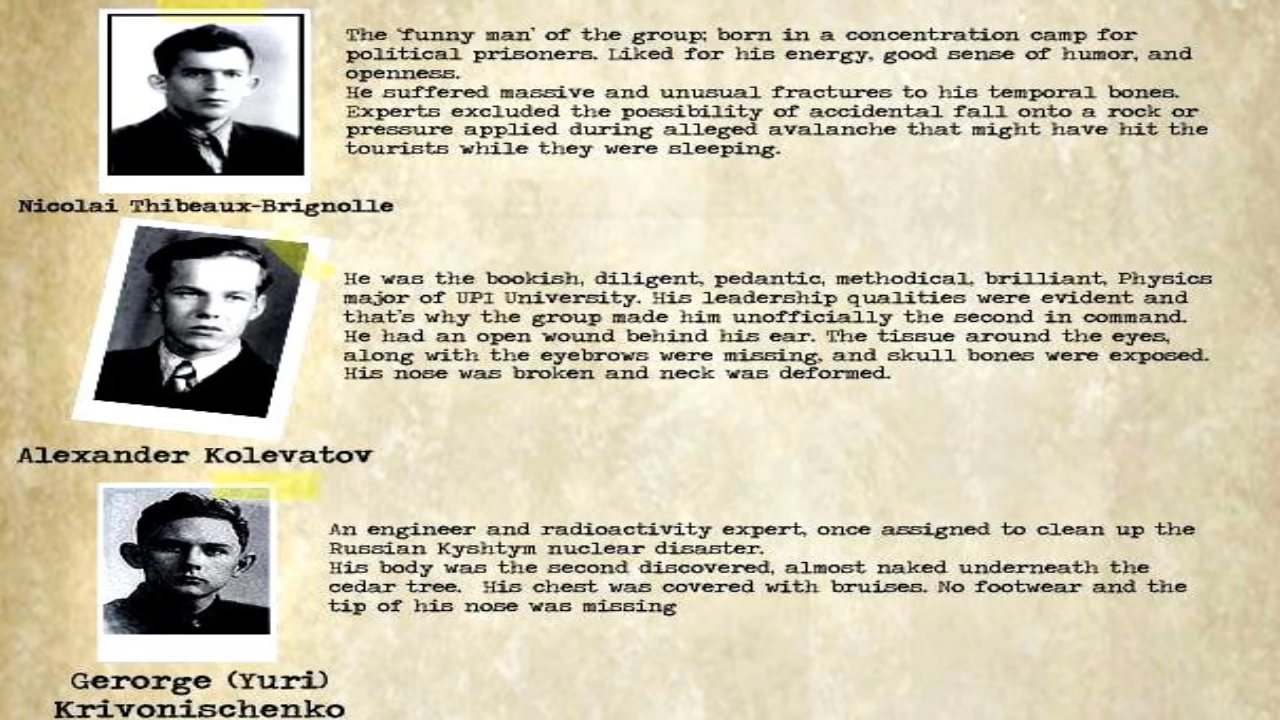 The 'funny man' of the group; born in a concentration camp for
political prisoners. Liked for his energy, good sense of humor, and
openness.
He suffered massive and unusual fractures to his temporal bones.
Experts excluded the possibility of accidental fall onto a rock or
pressure applied during alleged avalanche that might have hit the
tourists while they were sleeping.
Nicolai Thibeaux-Brignolle
He was the bookish, diligent, pedantic, methodical, brilliant, Physics
major of UPI University. His leadership qualities were evident and
that's why the group made him unofficially the second in command.
He had an open wound behind his ear. The tissue around the eyes,
along with the eyebrows were missing, and skull bones were exposed.
His nose was broken and neck was deformed.
Alexander Kolevatov
An engineer and radioactivity expert, once assigned to clean up the
Russian Kyshtym nuclear disaster.
His body was the second discovered, almost naked underneath the
cedar tree. His chest was covered with bruises. No footwear and the
tip of his nose was missing
Gerorge (Yuri)
Krivonischenko